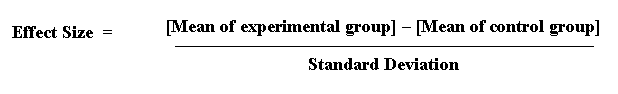 [Mean of experimental group] – [Mean of control group]
Effect Size =
Standard Deviation